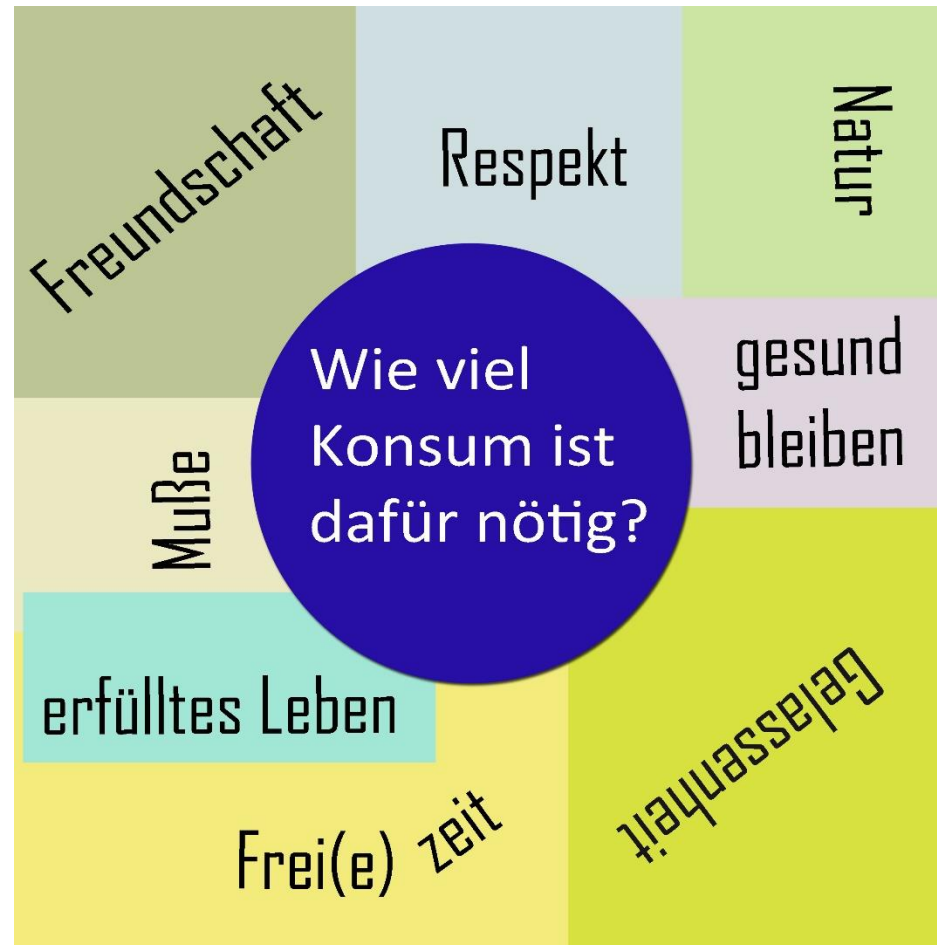 Freundschaft
Respekt
Natur
Wie viel
Konsum ist
dafür nötig?
gesund
bleiben
Muße
erfülltes Leben
Gelassenheit
Frei(e) zeit